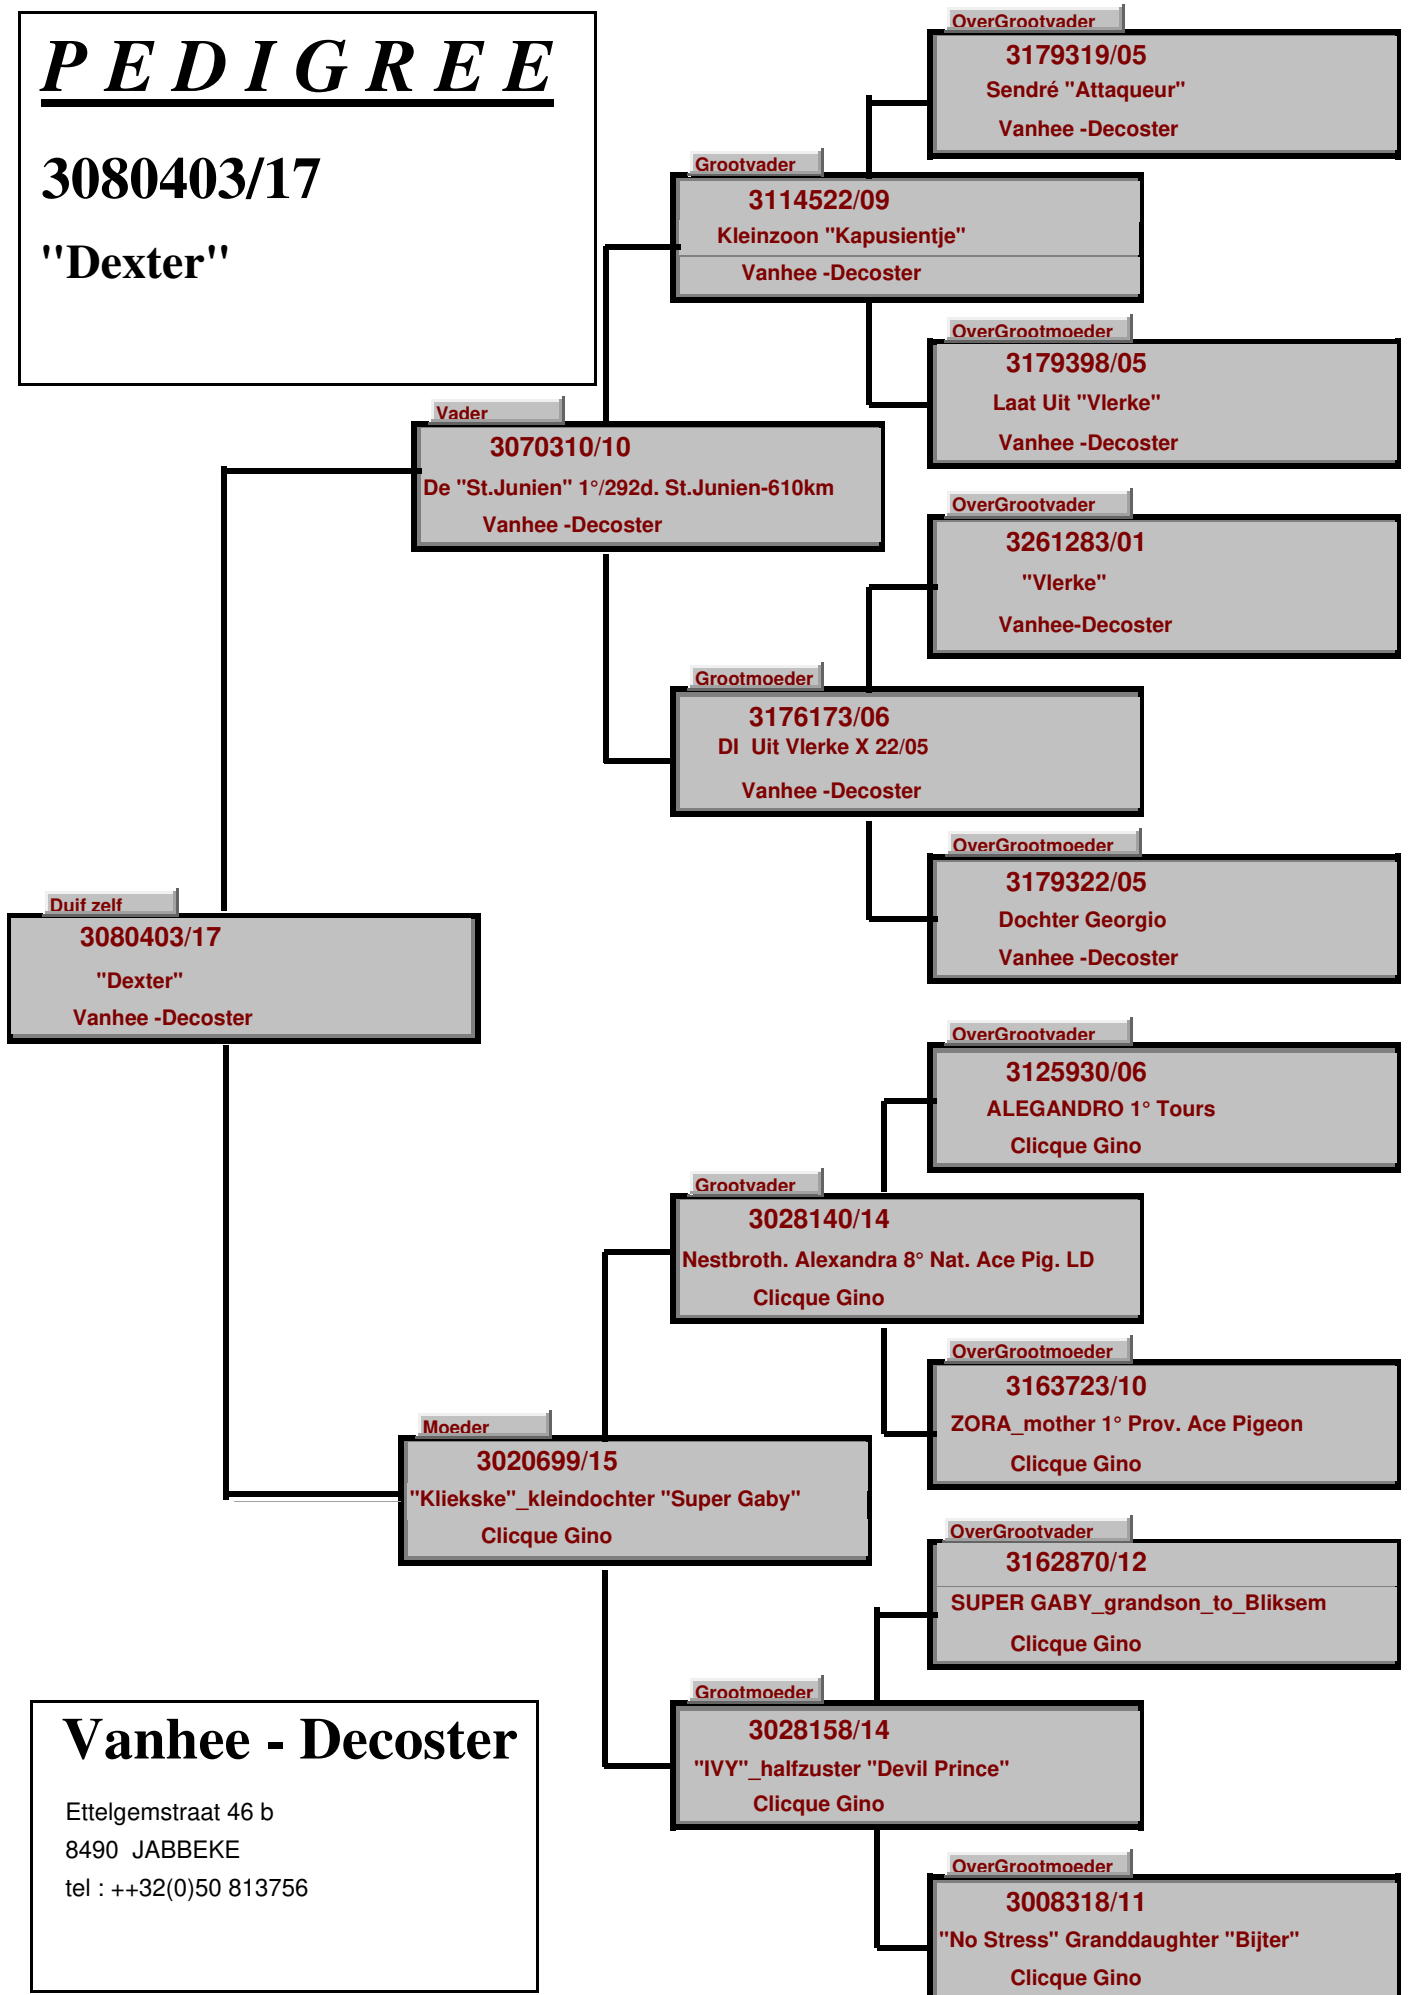 P E D I G R E E
3080403/17
"Dexter"
OverGrootvader
3179319/05
Sendré "Attaqueur"
Vanhee -Decoster
Grootvader
3114522/09
Kleinzoon "Kapusientje"
Vanhee -Decoster
OverGrootmoeder
3179398/05
Laat Uit "Vlerke"
Vanhee -Decoster
Vader
3070310/10
De "St.Junien" 1°/292d. St.Junien-610km
Vanhee -Decoster
OverGrootvader
3261283/01
"Vlerke"
Vanhee-Decoster
Grootmoeder
3176173/06
DI  Uit Vlerke X 22/05
Vanhee -Decoster
OverGrootmoeder
3179322/05
Dochter Georgio
Vanhee -Decoster
Duif zelf
3080403/17
"Dexter"
Vanhee -Decoster
OverGrootvader
3125930/06
ALEGANDRO 1° Tours
Clicque Gino
Grootvader
3028140/14
Nestbroth. Alexandra 8° Nat. Ace Pig. LD
Clicque Gino
OverGrootmoeder
3163723/10
ZORA_mother 1° Prov. Ace Pigeon
Clicque Gino
Moeder
3020699/15
"Kliekske"_kleindochter "Super Gaby"
Clicque Gino
OverGrootvader
3162870/12
SUPER GABY_grandson_to_Bliksem
Clicque Gino
Grootmoeder
3028158/14
"IVY"_halfzuster "Devil Prince"
Clicque Gino
OverGrootmoeder
3008318/11
"No Stress" Granddaughter "Bijter"
Clicque Gino
Vanhee - Decoster
Ettelgemstraat 46 b
8490  JABBEKE
tel : ++32(0)50 813756